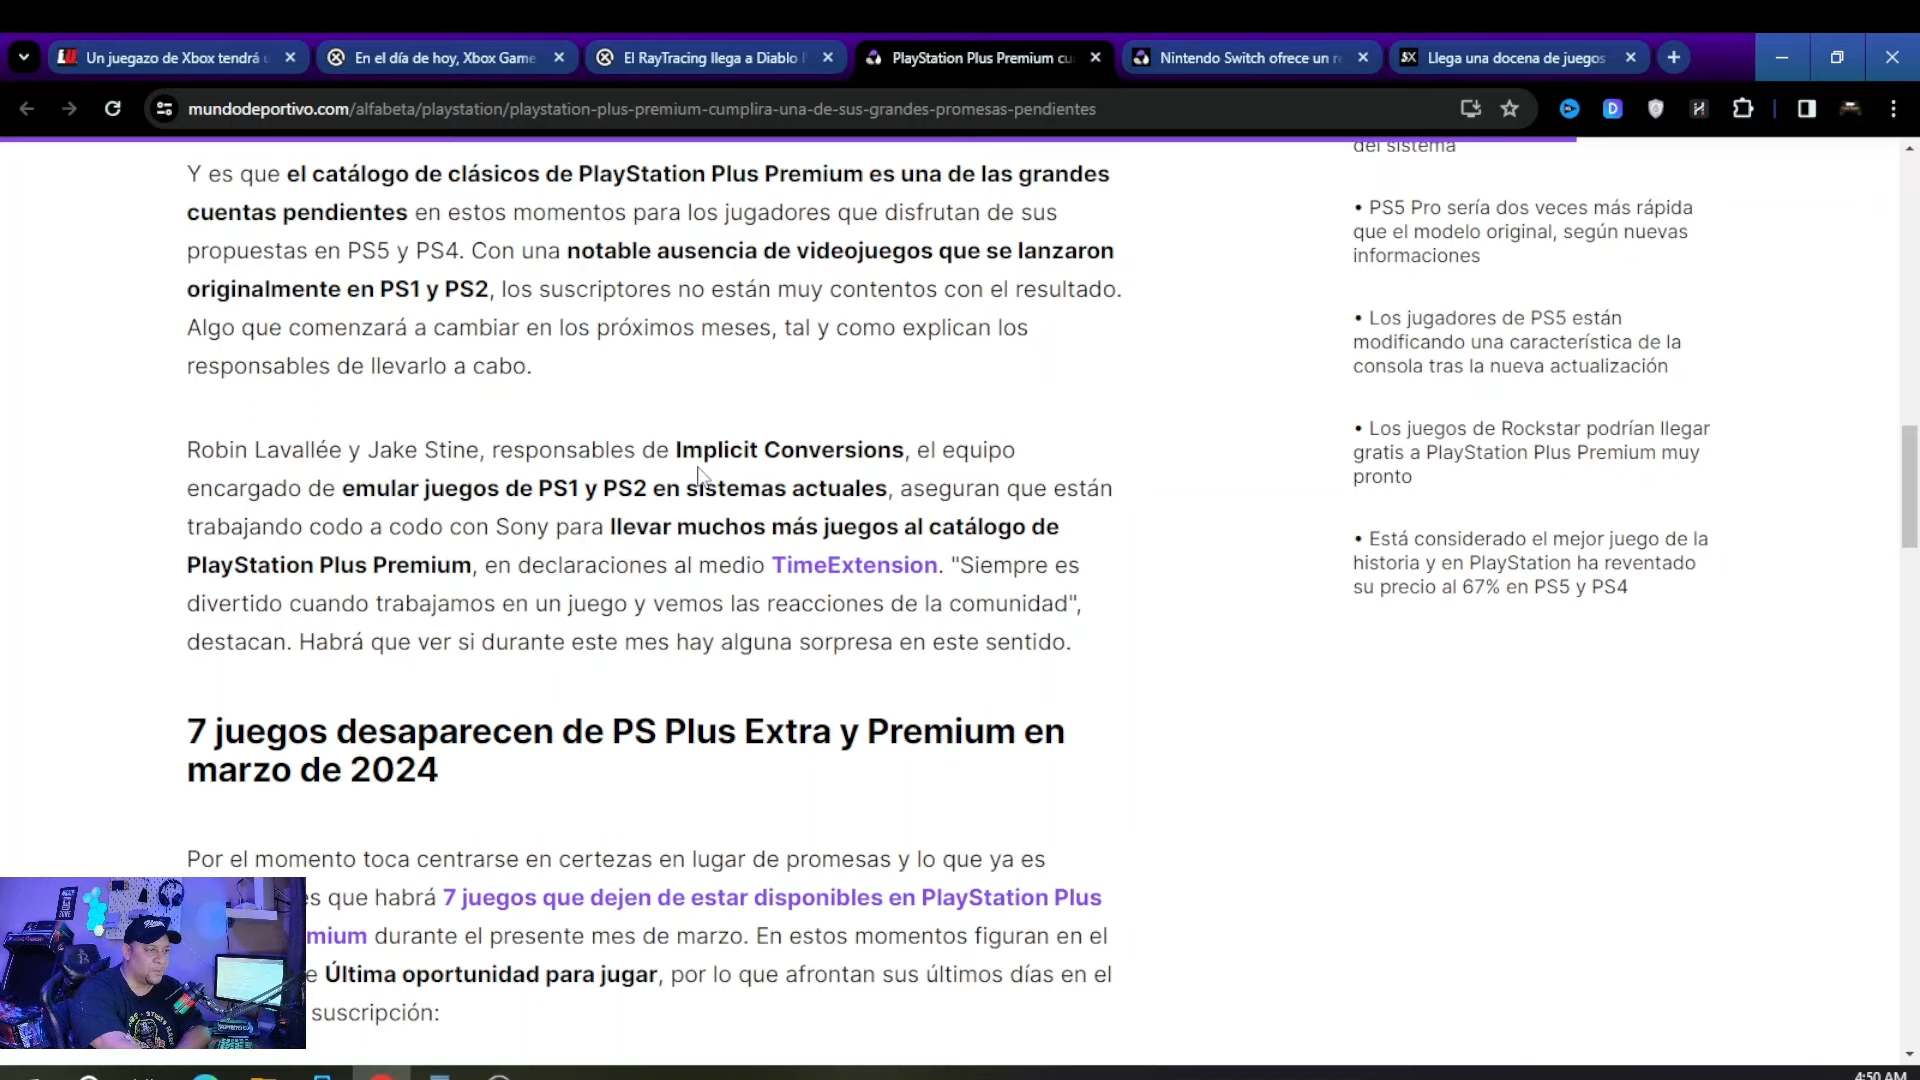 Un juegazo de Xbox tendrá
En el día de hoy, Xbox Game
El RayTracing llega a Diablo
PlayStation Plus Premium cu
Nintendo Switch ofrece un re
Llega una docena de juegos
mundodeportivo.com/alfabeta/playstation/playstation-plus-premium-cumplira-una-de-sus-grandes-promesas-pendientes
Y es que el catálogo de clásicos de PlayStation Plus Premium es una de las grandes
cuentas pendientes en estos momentos para los jugadores que disfrutan de sus
propuestas en PS5 y PS4. Con una notable ausencia de videojuegos que se lanzaron
originalmente en PS1 y PS2, los suscriptores no están muy contentos con el resultado.
Algo que comenzará a cambiar en los próximos meses, tal y como explican los
responsables de llevarlo a cabo.
Robin Lavallée y Jake Stine, responsables de Implicit Conversions, el equipo
encargado de emular juegos de PS1 y PS2 en sistemas actuales, aseguran que están
trabajando codo a codo con Sony para llevar muchos más juegos al catálogo de
PlayStation Plus Premium, en declaraciones al medio TimeExtension. "Siempre es
divertido cuando trabajamos en un juego y vemos las reacciones de la comunidad",
destacan. Habrá que ver si durante este mes hay alguna sorpresa en este sentido.
7 juegos desaparecen de PS Plus Extra y Premium en
marzo de 2024
Por el momento toca centrarse en certezas en lugar de promesas y lo que ya es
es que habrá 7 juegos que dejen de estar disponibles en PlayStation Plus
mium durante el presente mes de marzo. En estos momentos figuran en el
e Última oportunidad para jugar, por lo que afrontan sus últimos días en el
suscripción:
del sistema
• PS5 Pro sería dos veces más rápida
que el modelo original, según nuevas
informaciones
• Los jugadores de PS5 están
modificando una característica de la
consola tras la nueva actualización
• Los juegos de Rockstar podrían llegar
gratis a PlayStation Plus Premium muy
pronto
• Está considerado el mejor juego de la
historia y en PlayStation ha reventado
su precio al 67% en PS5 y PS4
4:50 AM